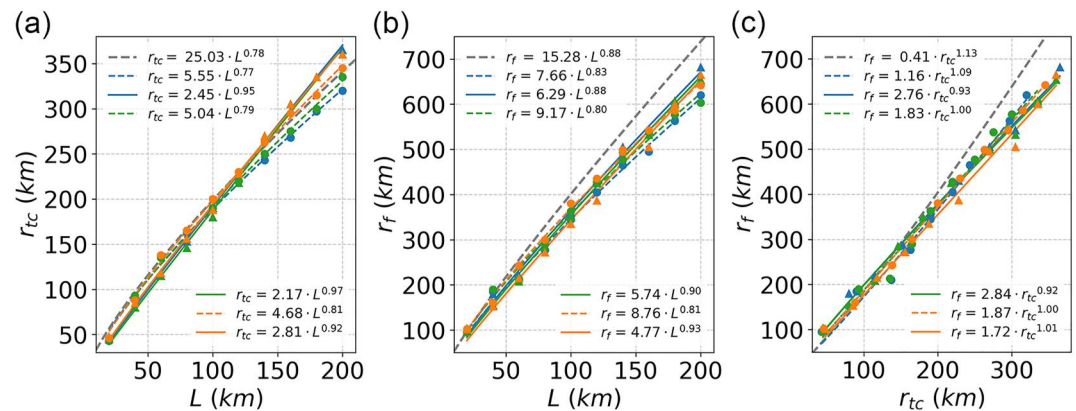 (a)
r_tc = 25.03 · L^0.78
r_tc = 5.55 · L^0.77
r_tc = 2.45 · L^0.95
r_tc = 5.04 · L^0.79
r_tc = 2.17 · L^0.97
r_tc = 4.68 · L^0.81
r_tc = 2.81 · L^0.92
350
300
250
200
150
100
50
r_tc (km)
50 100 150 200
L (km)
(b)
r_f = 15.28 · L^0.88
r_f = 7.66 · L^0.83
r_f = 6.29 · L^0.88
r_f = 9.17 · L^0.80
r_f = 5.74 · L^0.90
r_f = 8.76 · L^0.81
r_f = 4.77 · L^0.93
700
600
500
400
300
200
100
r_f (km)
50 100 150 200
L (km)
(c)
r_f = 0.41 · r_tc^1.13
r_f = 1.16 · r_tc^1.09
r_f = 2.76 · r_tc^0.93
r_f = 1.83 · r_tc^1.00
r_f = 2.84 · r_tc^0.92
r_f = 1.87 · r_tc^1.00
r_f = 1.72 · r_tc^1.01
700
600
500
400
300
200
100
r_f (km)
100 200 300
r_tc (km)